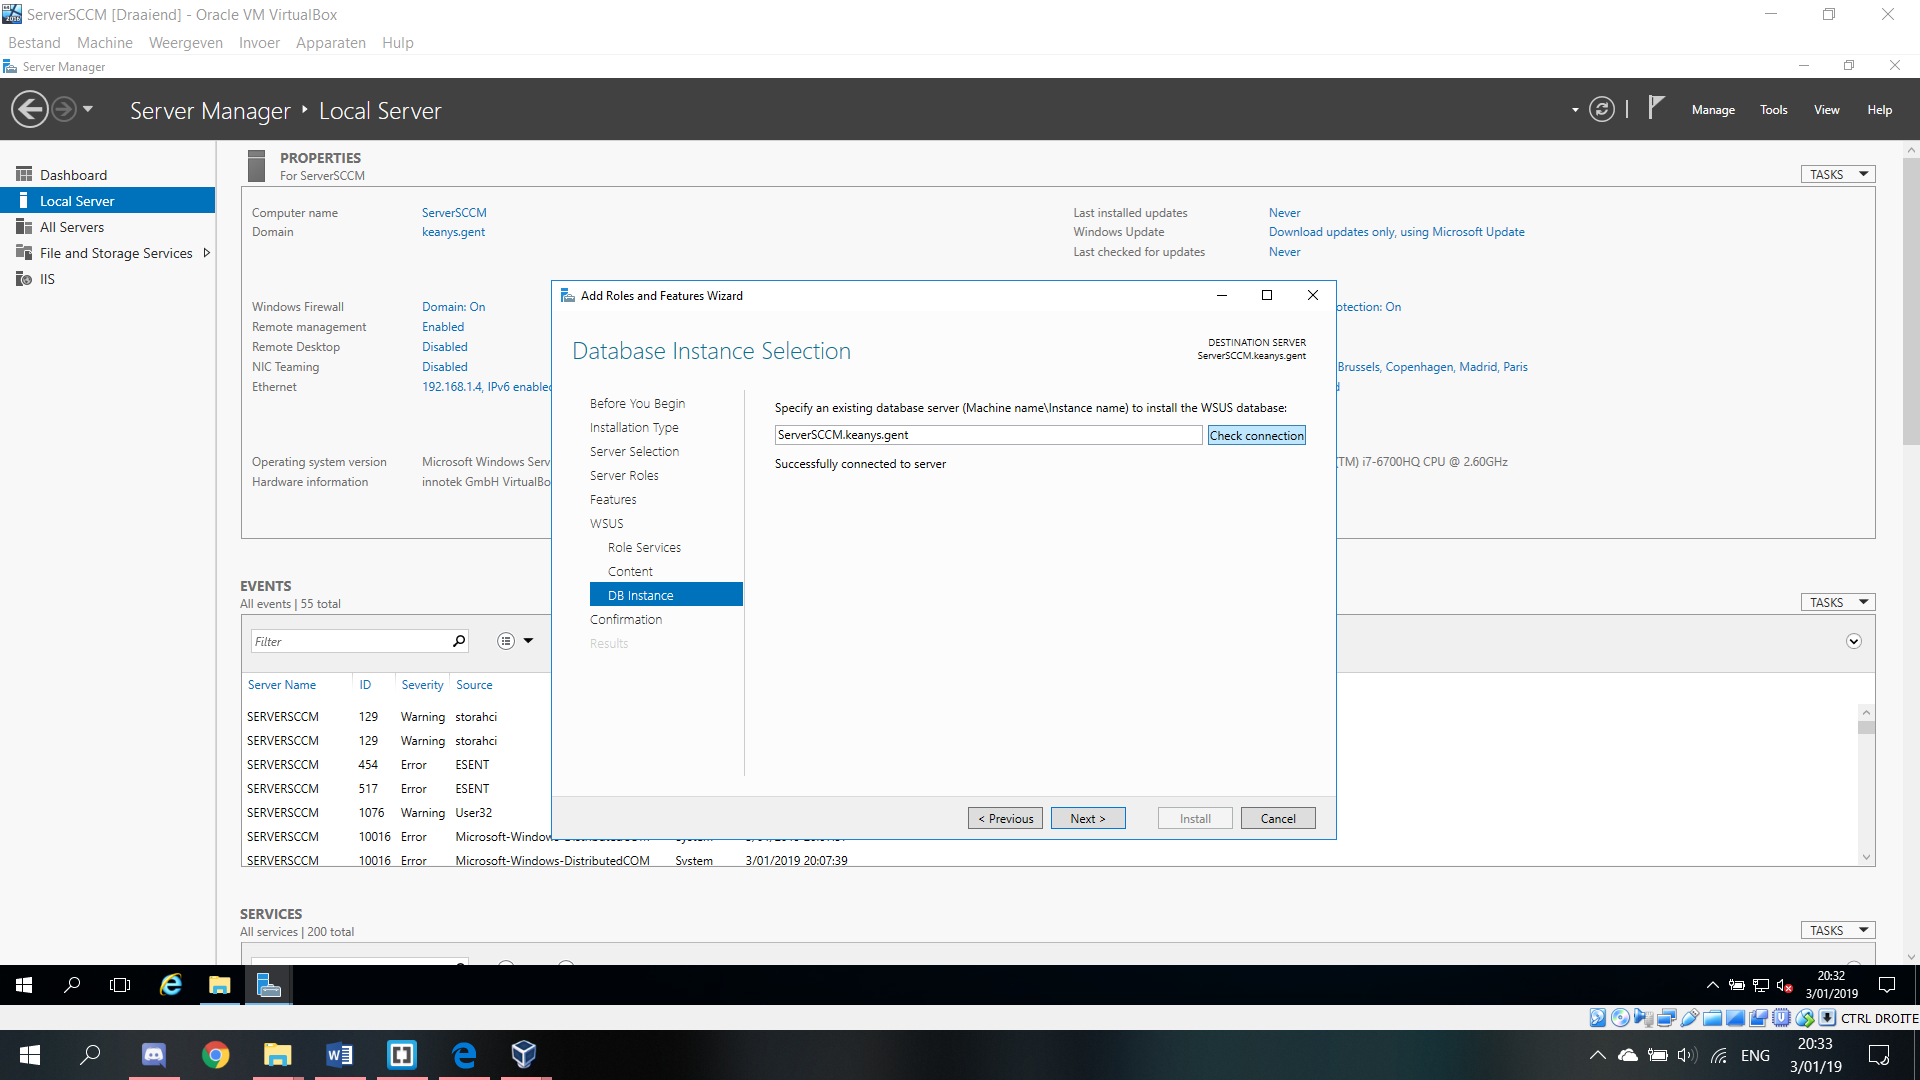 ServerSCCM [Draaiend] - Oracle VM VirtualBox
Bestand Machine Weergeven Invoer Apparaten Hulp
Server Manager
Server Manager ‣ Local Server
Manage Tools View Help
Dashboard
Local Server
All Servers
File and Storage Services
IIS
PROPERTIES
For ServerSCCM
TASKS
Computer name ServerSCCM
Domain keanys.gent
Last installed updates Never
Windows Update Download updates only, using Microsoft Update
Last checked for updates Never
Windows Firewall Domain: On
Remote management Enabled
Remote Desktop Disabled
NIC Teaming Disabled
Ethernet 192.168.1.4, IPv6 enabled
otection: On
Brussels, Copenhagen, Madrid, Paris
Operating system version Microsoft Windows Serv
Hardware information innotek GmbH VirtualBo
(TM) i7-6700HQ CPU @ 2.60GHz
Add Roles and Features Wizard
Database Instance Selection
DESTINATION SERVER
ServerSCCM.keanys.gent
Before You Begin
Installation Type
Server Selection
Server Roles
Features
WSUS
Role Services
Content
DB Instance
Confirmation
Results
Specify an existing database server (Machine name\Instance name) to install the WSUS database:
ServerSCCM.keanys.gent
Check connection
Successfully connected to server
< Previous Next > Install Cancel
EVENTS
All events | 55 total
TASKS
Filter
Server Name ID Severity Source
SERVERSCCM 129 Warning storahci
SERVERSCCM 129 Warning storahci
SERVERSCCM 454 Error ESENT
SERVERSCCM 517 Error ESENT
SERVERSCCM 1076 Warning User32
SERVERSCCM 10016 Error Microsoft-Window
SERVERSCCM 10016 Error Microsoft-Windows-DistributedCOM System 3/01/2019 20:07:39
SERVICES
All services | 200 total
TASKS
20:32
3/01/2019
CTRL DROITE
ENG
20:33
3/01/19